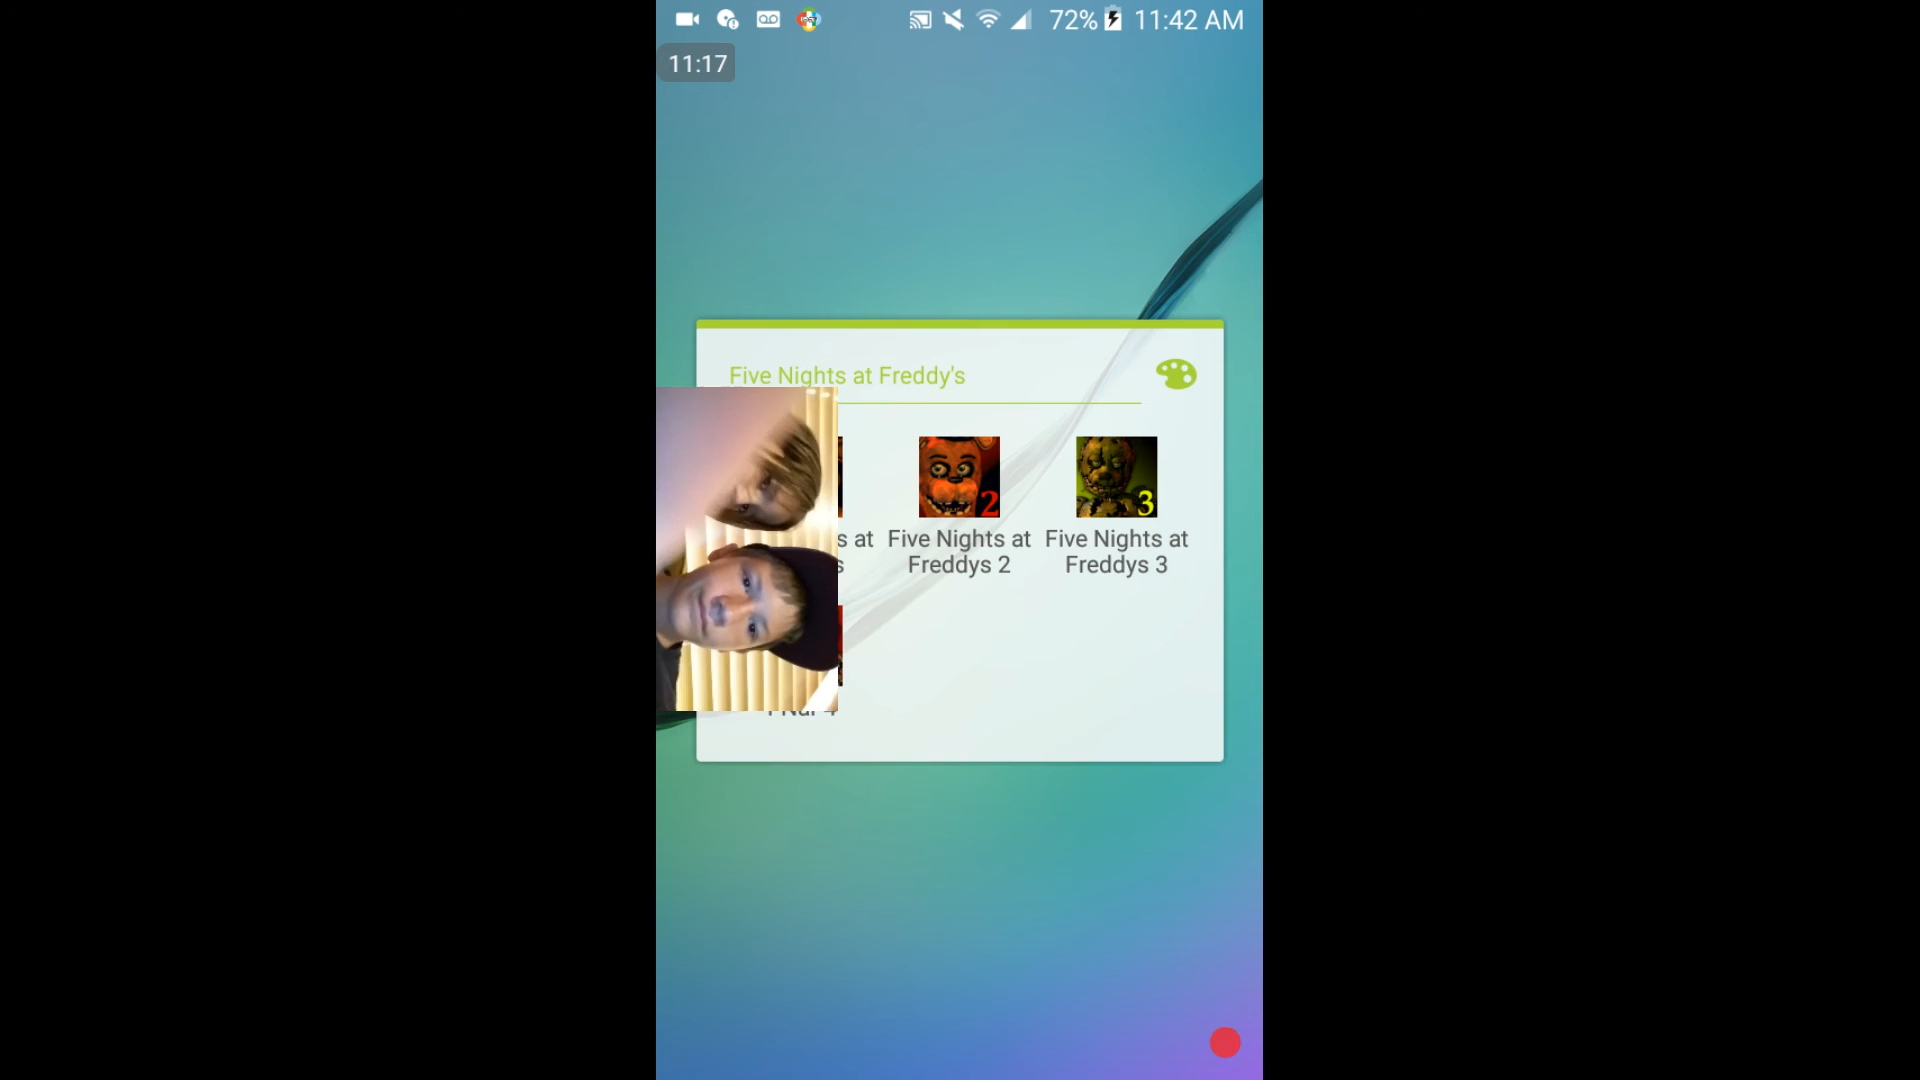 72% 11:42 AM
11:17
Five Nights at Freddy's
s at
s
2
Five Nights at
Freddys 2
3
Five Nights at
Freddys 3